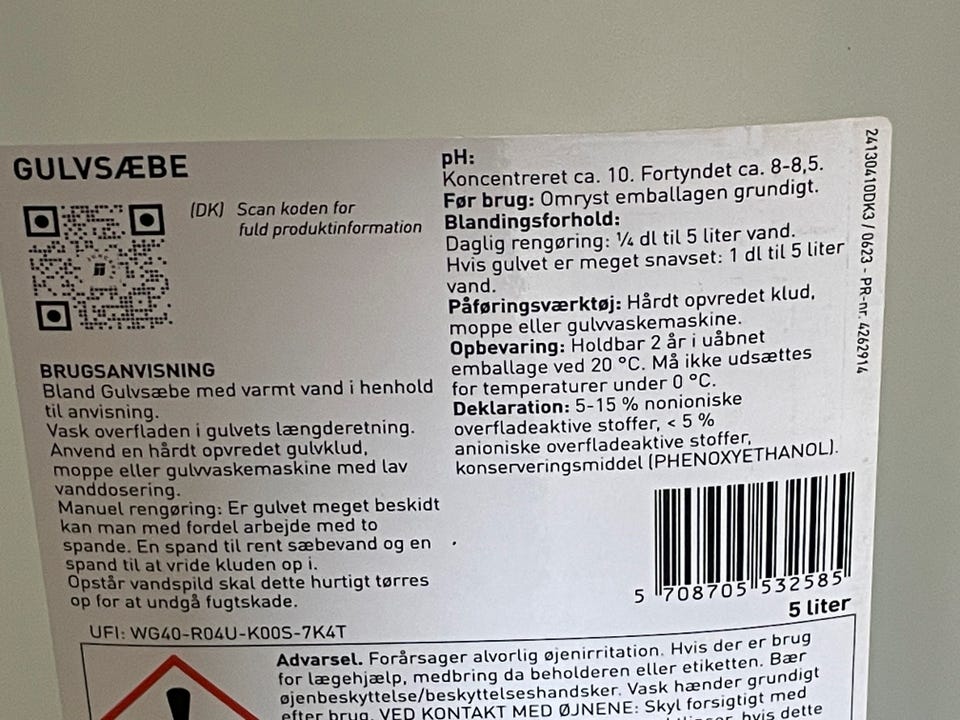 GULVSÆBE
(DK) Scan koden for
fuld produktinformation
BRUGSANVISNING
Bland Gulvsæbe med varmt vand i henhold
til anvisning.
Vask overfladen i gulvets længderetning.
Anvend en hårdt opvredet gulvklud,
moppe eller gulvvaskemaskine med lav
vanddosering.
Manuel rengøring: Er gulvet meget beskidt
kan man med fordel arbejde med to
spande. En spand til rent sæbevand og en
spand til at vride kluden op i.
Opstår vandspild skal dette hurtigt tørres
op for at undgå fugtskade.
UFI: WG40-R04U-K00S-7K4T
pH:
Koncentreret ca. 10. Fortyndet ca. 8-8,5.
Før brug: Omryst emballagen grundigt.
Blandingsforhold:
Daglig rengøring: ¼ dl til 5 liter vand.
Hvis gulvet er meget snavset: 1 dl til 5 liter
vand.
Påføringsværktøj: Hårdt opvredet klud,
moppe eller gulvvaskemaskine.
Opbevaring: Holdbar 2 år i uåbnet
emballage ved 20 °C. Må ikke udsættes
for temperaturer under 0 °C.
Deklaration: 5-15 % nonioniske
overfladeaktive stoffer, < 5 %
anioniske overfladeaktive stoffer,
konserveringsmiddel (PHENOXYETHANOL).
24130410DK3 / 0623 - PR-nr. 4262914
5 708705 532585
5 liter
Advarsel. Forårsager alvorlig øjenirritation. Hvis der er brug
for lægehjælp, medbring da beholderen eller etiketten. Bær
øjenbeskyttelse/beskyttelseshandsker. Vask hænder grundigt
efter brug. VED KONTAKT MED ØJNENE: Skyl forsigtigt med
hvis dette